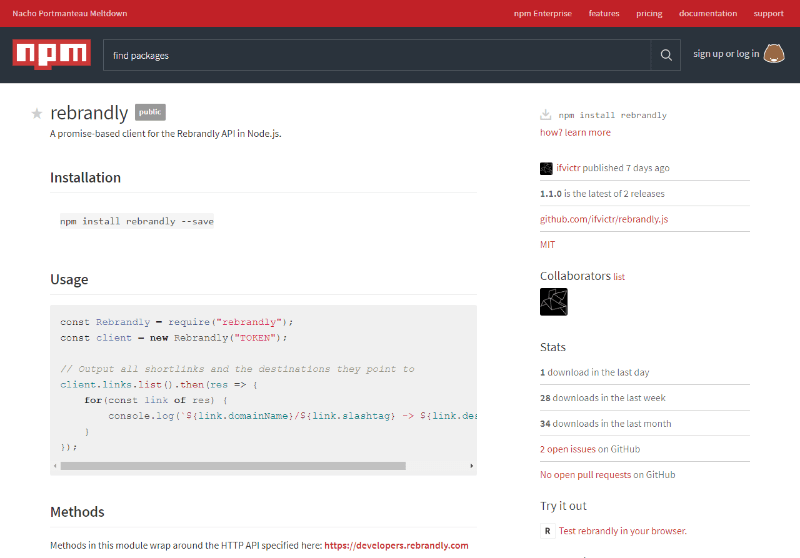 Nacho Portmanteau Meltdown
npm Enterprise features pricing documentation support
npm
find packages
sign up or log in
rebrandly public
A promise-based client for the Rebrandly API in Node.js.
Installation
npm install rebrandly --save
Usage
const Rebrandly = require("rebrandly");
const client = new Rebrandly("TOKEN");
// Output all shortlinks and the destinations they point to
client.links.list().then(res => {
for(const link of res) {
console.log(`${link.domainName}/${link.slashtag} -> ${link.des
}
});
Methods
Methods in this module wrap around the HTTP API specified here: https://developers.rebrandly.com
npm install rebrandly
how? learn more
ifvictr published 7 days ago
1.1.0 is the latest of 2 releases
github.com/ifvictr/rebrandly.js
MIT
Collaborators list
Stats
1 download in the last day
28 downloads in the last week
34 downloads in the last month
2 open issues on GitHub
No open pull requests on GitHub
Try it out
R Test rebrandly in your browser.